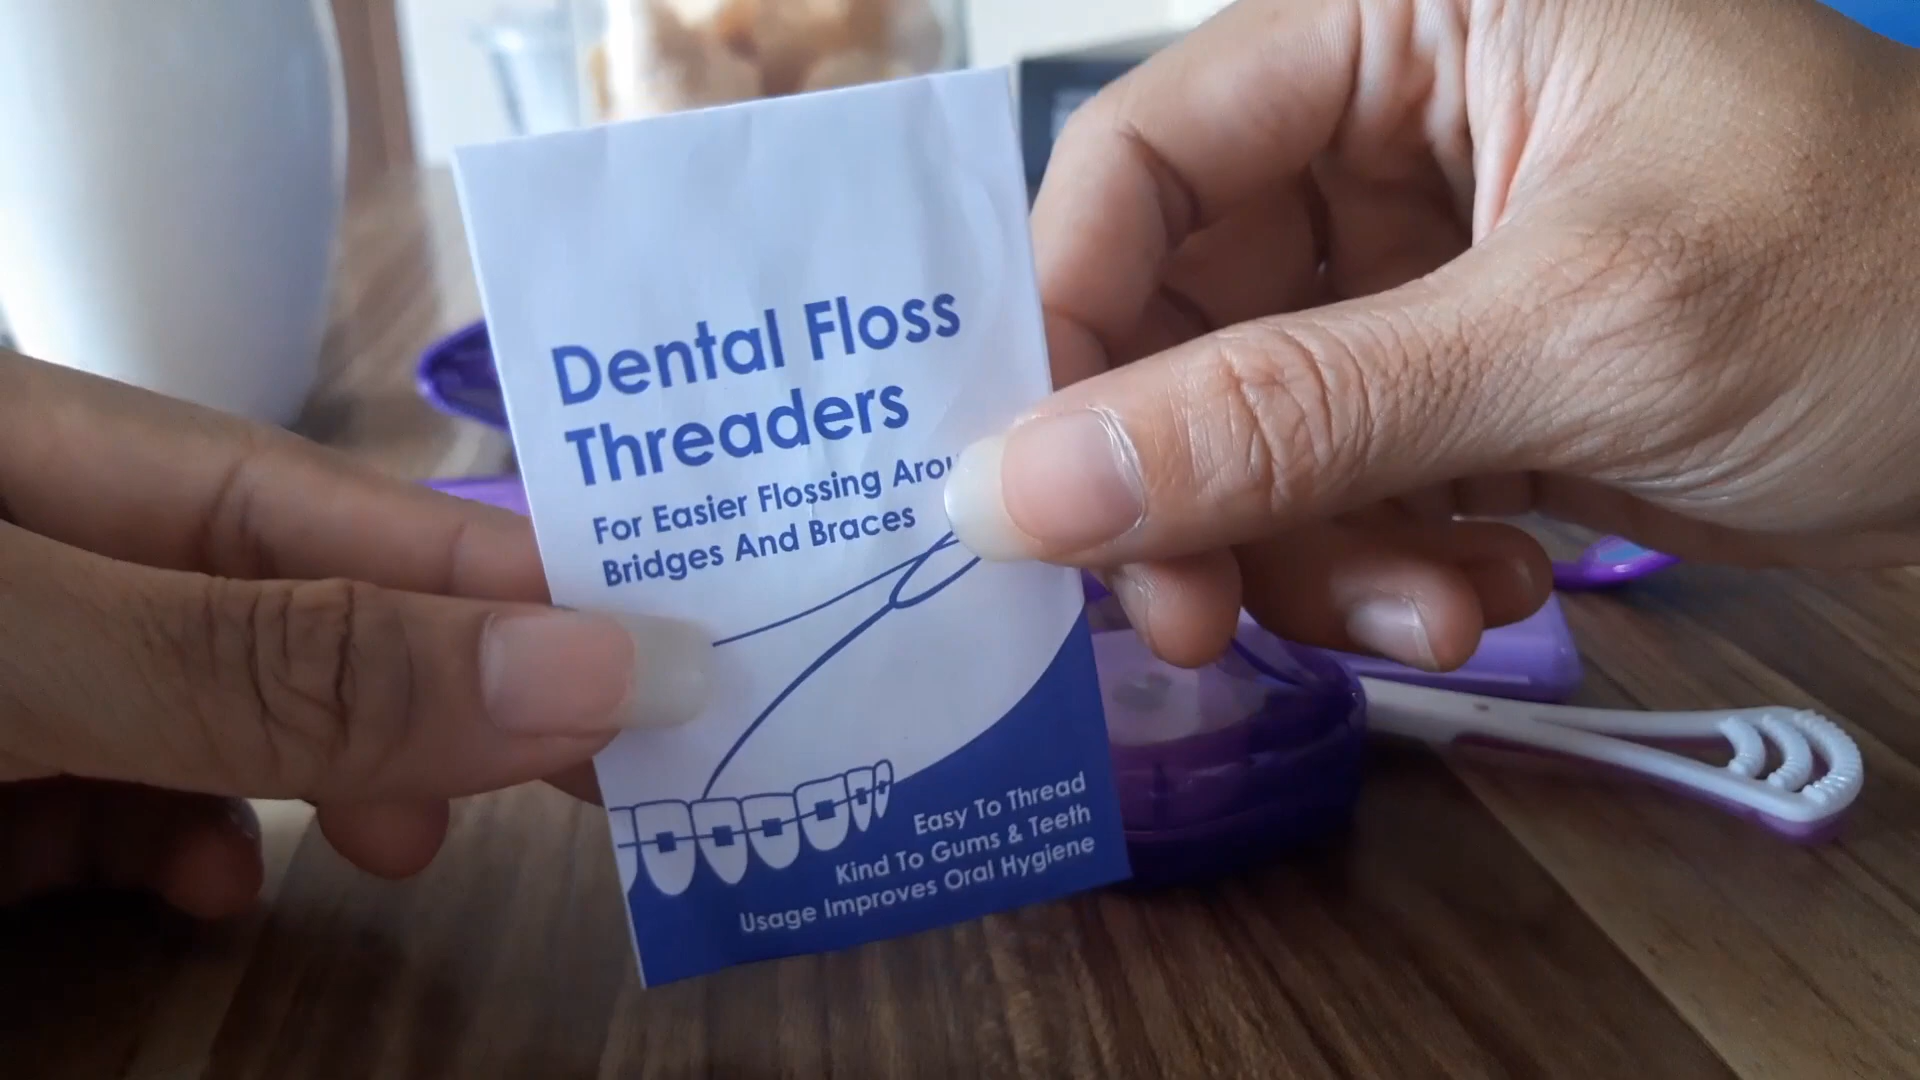 Dental Floss
Threaders
For Easier Flossing
Bridges And Braces
Easy To Thread
Kind To Gums & Teeth
Usage Improves Oral Hygiene